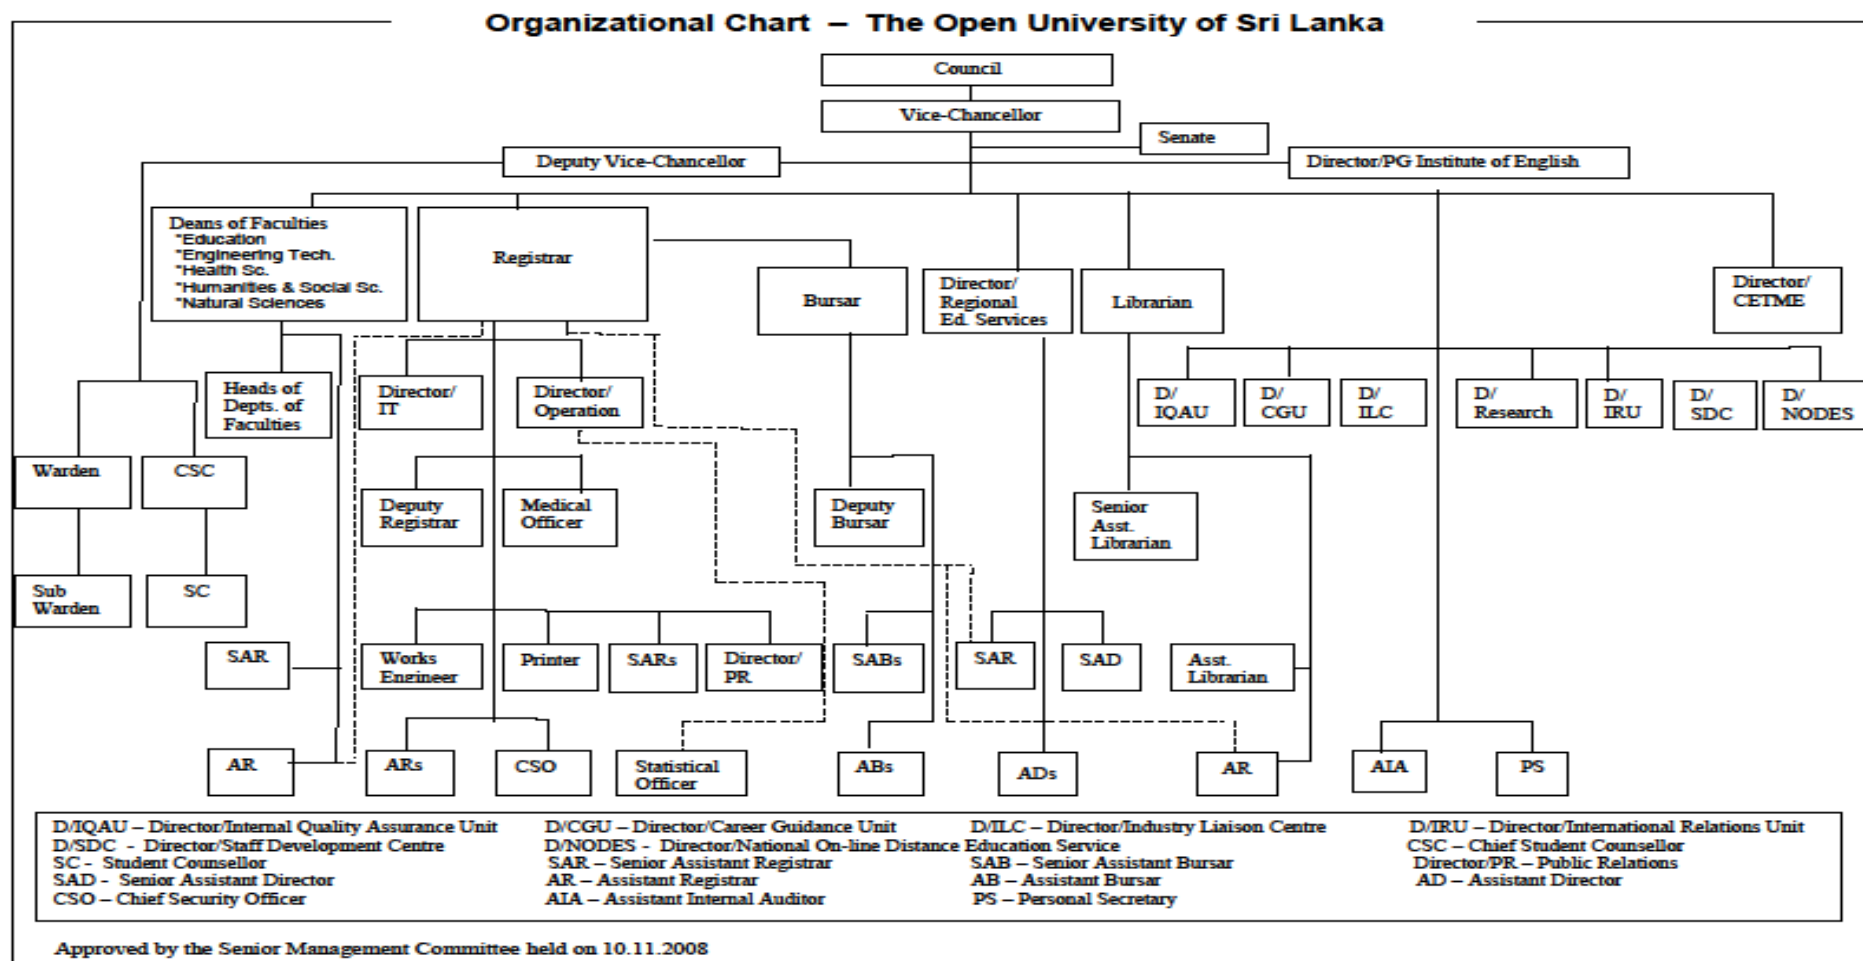 Organizational Chart – The Open University of Sri Lanka
Council
Vice-Chancellor
Senate
Deputy Vice-Chancellor
Director/PG Institute of English
Deans of Faculties
*Education
*Engineering Tech.
*Health Sc.
*Humanities & Social Sc.
*Natural Sciences
Registrar
Bursar
Director/
Regional
Ed. Services
Librarian
Director/
CETME
Heads of
Depts. of
Faculties
Director/
IT
Director/
Operation
D/
IQAU
D/
CGU
D/
ILC
D/
Research
D/
IRU
D/
SDC
D/
NODES
Warden
CSC
Deputy
Registrar
Medical
Officer
Deputy
Bursar
Senior
Asst.
Librarian
Sub
Warden
SC
SAR
Works
Engineer
Printer
SARs
Director/
PR
SABs
SAR
SAD
Asst.
Librarian
AR
ARs
CSO
Statistical
Officer
ABs
ADs
AR
AIA
PS
D/IQAU – Director/Internal Quality Assurance Unit D/CGU – Director/Career Guidance Unit D/ILC – Director/Industry Liaison Centre D/IRU – Director/International Relations Unit
D/SDC - Director/Staff Development Centre D/NODES - Director/National On-line Distance Education Service CSC – Chief Student Counsellor
SC - Student Counsellor SAR – Senior Assistant Registrar SAB – Senior Assistant Bursar Director/PR – Public Relations
SAD - Senior Assistant Director AR – Assistant Registrar AB – Assistant Bursar AD – Assistant Director
CSO – Chief Security Officer AIA – Assistant Internal Auditor PS – Personal Secretary
Approved by the Senior Management Committee held on 10.11.2008